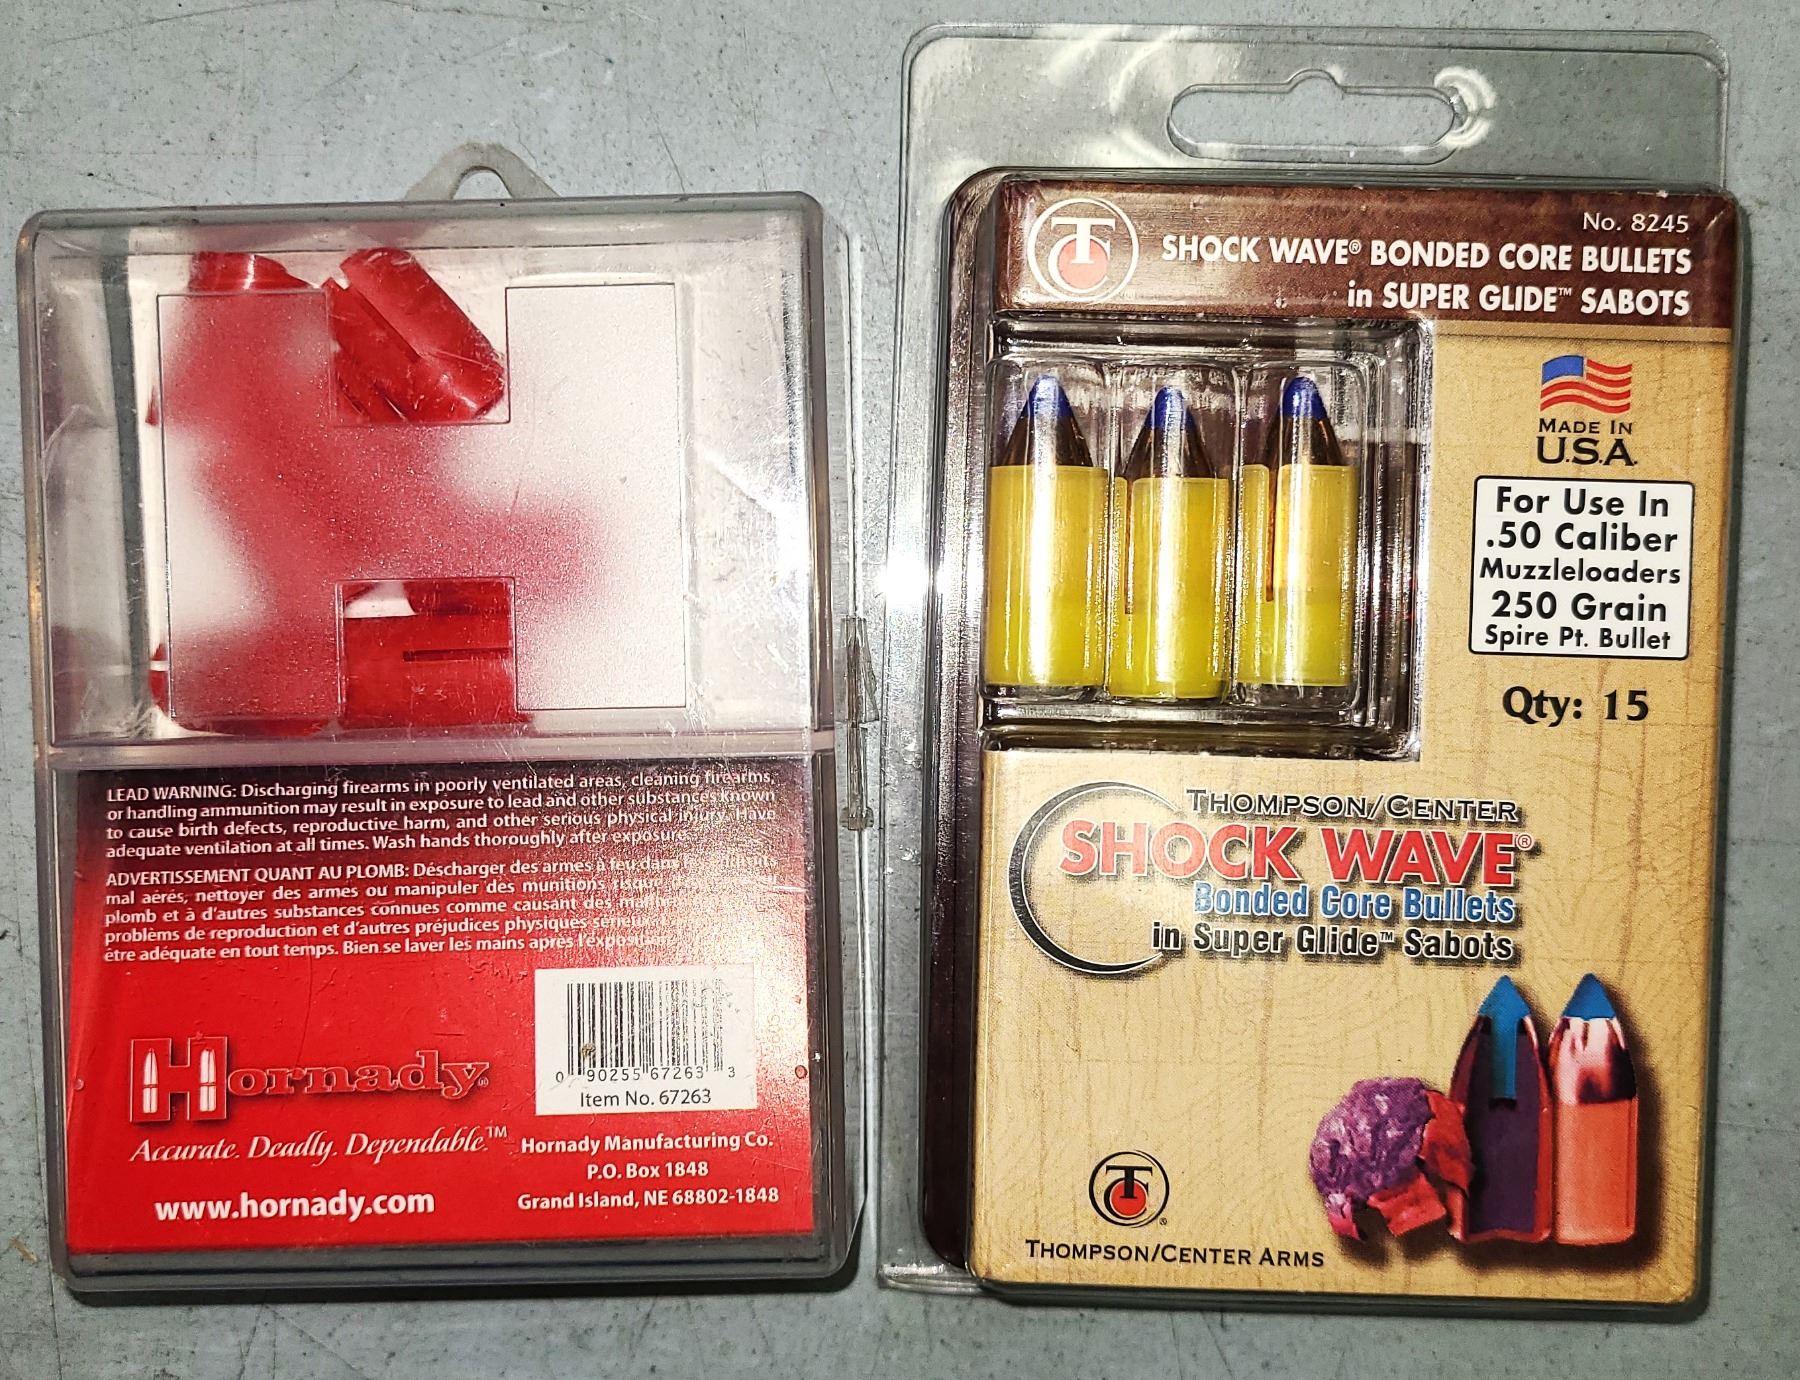 LEAD WARNING: Discharging firearms in poorly ventilated areas, cleaning firearms,
or handling ammunition may result in exposure to lead and other substances known
to cause birth defects, reproductive harm, and other serious physical injury. Have
adequate ventilation at all times. Wash hands thoroughly after exposure.
ADVERTISSEMENT QUANT AU PLOMB: Décharger des armes à feu dans
mal aérés, nettoyer des armes ou manipuler des munitions risque
plomb et à d'autres substances connues comme causant des
problèms de reproduction et d'autres préjudices physiques sérieux
être adéquate en tout temps. Bien se laver les mains après l'exposition
Hornady
Accurate. Deadly. Dependable.™
www.hornady.com
0 90255 67263 3
Item No. 67263
Hornady Manufacturing Co.
P.O. Box 1848
Grand Island, NE 68802-1848
TC
No. 8245
SHOCK WAVE® BONDED CORE BULLETS
in SUPER GLIDE™ SABOTS
MADE IN
U.S.A.
For Use In
.50 Caliber
Muzzleloaders
250 Grain
Spire Pt. Bullet
Qty: 15
THOMPSON/CENTER
SHOCK WAVE®
Bonded Core Bullets
in Super Glide™ Sabots
TC®
THOMPSON/CENTER ARMS